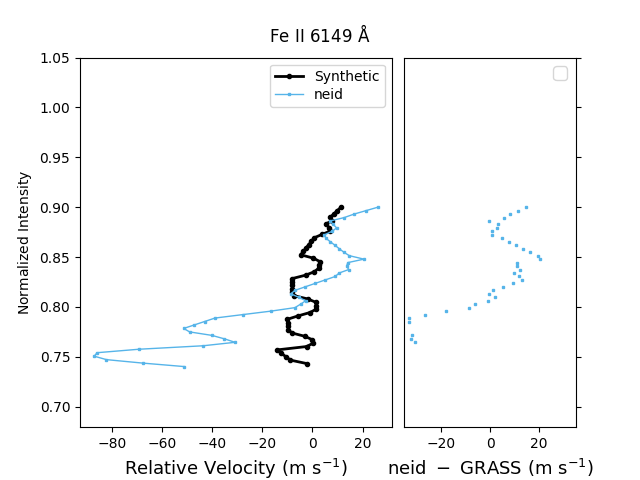 Fe II 6149 Å
1.05
1.00
0.95
0.90
0.85
0.80
0.75
0.70
Normalized Intensity
Synthetic
neid
−80 −60 −40 −20 0 20
Relative Velocity (m s⁻¹)
−20 0 20
neid − GRASS (m s⁻¹)